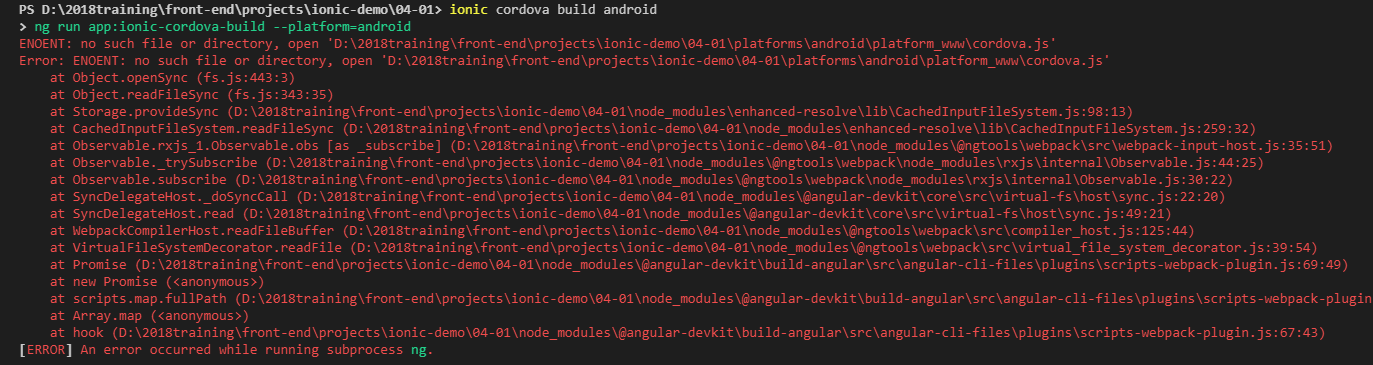 PS D:\2018training\front-end\projects\ionic-demo\04-01> ionic cordova build android
> ng run app:ionic-cordova-build --platform=android
ENOENT: no such file or directory, open 'D:\2018training\front-end\projects\ionic-demo\04-01\platforms\android\platform_www\cordova.js'
Error: ENOENT: no such file or directory, open 'D:\2018training\front-end\projects\ionic-demo\04-01\platforms\android\platform_www\cordova.js'
    at Object.openSync (fs.js:443:3)
    at Object.readFileSync (fs.js:343:35)
    at Storage.provideSync (D:\2018training\front-end\projects\ionic-demo\04-01\node_modules\enhanced-resolve\lib\CachedInputFileSystem.js:98:13)
    at CachedInputFileSystem.readFileSync (D:\2018training\front-end\projects\ionic-demo\04-01\node_modules\enhanced-resolve\lib\CachedInputFileSystem.js:259:32)
    at Observable.rxjs_1.Observable.obs [as _subscribe] (D:\2018training\front-end\projects\ionic-demo\04-01\node_modules\@ngtools\webpack\src\webpack-input-host.js:35:51)
    at Observable._trySubscribe (D:\2018training\front-end\projects\ionic-demo\04-01\node_modules\@ngtools\webpack\node_modules\rxjs\internal\Observable.js:44:25)
    at Observable.subscribe (D:\2018training\front-end\projects\ionic-demo\04-01\node_modules\@ngtools\webpack\node_modules\rxjs\internal\Observable.js:30:22)
    at SyncDelegateHost._doSyncCall (D:\2018training\front-end\projects\ionic-demo\04-01\node_modules\@angular-devkit\core\src\virtual-fs\host\sync.js:22:20)
    at SyncDelegateHost.read (D:\2018training\front-end\projects\ionic-demo\04-01\node_modules\@angular-devkit\core\src\virtual-fs\host\sync.js:49:21)
    at WebpackCompilerHost.readFileBuffer (D:\2018training\front-end\projects\ionic-demo\04-01\node_modules\@ngtools\webpack\src\compiler_host.js:125:44)
    at VirtualFileSystemDecorator.readFile (D:\2018training\front-end\projects\ionic-demo\04-01\node_modules\@ngtools\webpack\src\virtual_file_system_decorator.js:39:54)
    at Promise (D:\2018training\front-end\projects\ionic-demo\04-01\node_modules\@angular-devkit\build-angular\src\angular-cli-files\plugins\scripts-webpack-plugin.js:69:49)
    at new Promise (<anonymous>)
    at scripts.map.fullPath (D:\2018training\front-end\projects\ionic-demo\04-01\node_modules\@angular-devkit\build-angular\src\angular-cli-files\plugins\scripts-webpack-plugin
    at Array.map (<anonymous>)
    at hook (D:\2018training\front-end\projects\ionic-demo\04-01\node_modules\@angular-devkit\build-angular\src\angular-cli-files\plugins\scripts-webpack-plugin.js:67:43)
[ERROR] An error occurred while running subprocess ng.